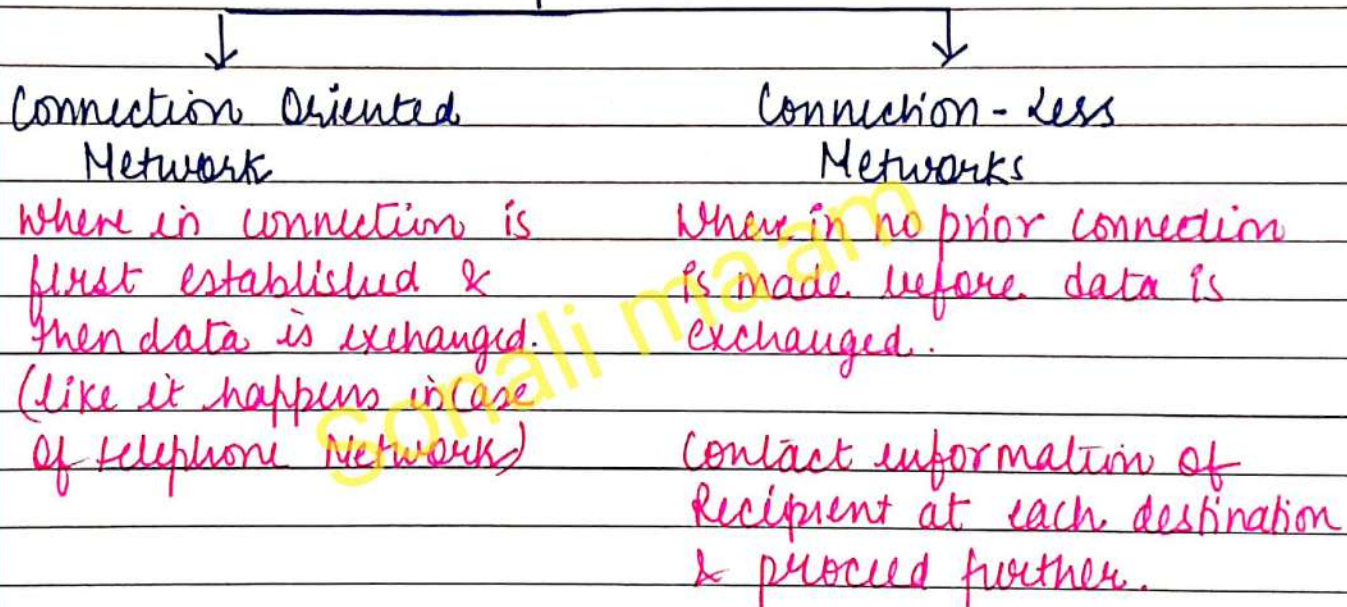 Connection Oriented
Network
where in connection is
first established &
then data is exchanged.
(like it happens incase
of telephone Network)
Connection - Less
Networks
Where in no prior connection
is made before data is
exchanged.
Contact information of
Recipient at each destination
& proceed further.
Sonali maam